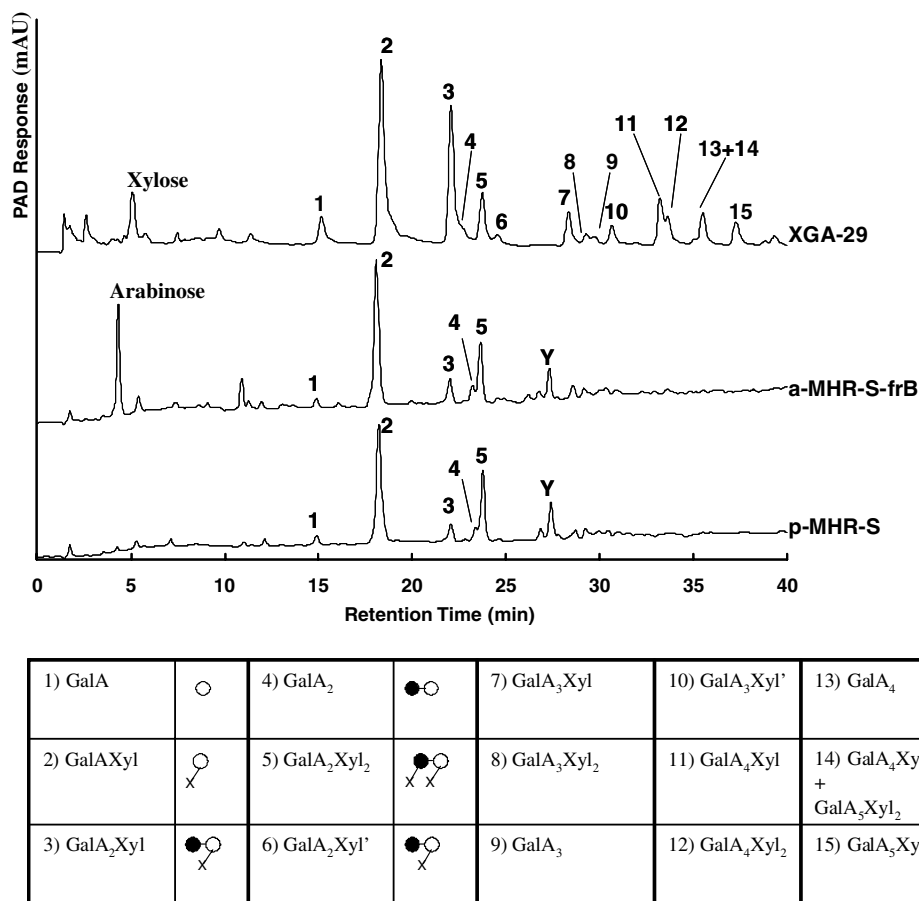 PAD Response (mAU)
2
3
4
11
12
13+14
Xylose
1
5
6
8
9
7
10
15
XGA-29
2
Arabinose
1
4
5
3
Y
a-MHR-S-frB
2
1
4
5
3
Y
p-MHR-S
0 5 10 15 20 25 30 35 40
Retention Time (min)
1) GalA 4) GalA₂ 7) GalA₃Xyl 10) GalA₃Xyl’ 13) GalA₄
2) GalAXyl X 5) GalA₂Xyl₂ X X 8) GalA₃Xyl₂ 11) GalA₄Xyl 14) GalA₄Xy
+
GalA₅Xyl₂
3) GalA₂Xyl X 6) GalA₂Xyl’ X 9) GalA₃ 12) GalA₄Xyl₂ 15) GalA₅Xy